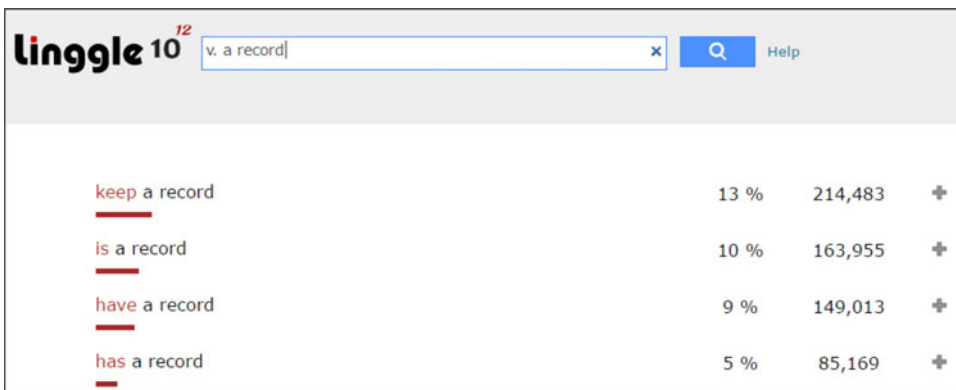 Linggle 10 12 v. a record × Help
keep a record 13 % 214,483 +
is a record 10 % 163,955 +
have a record 9 % 149,013 +
has a record 5 % 85,169 +